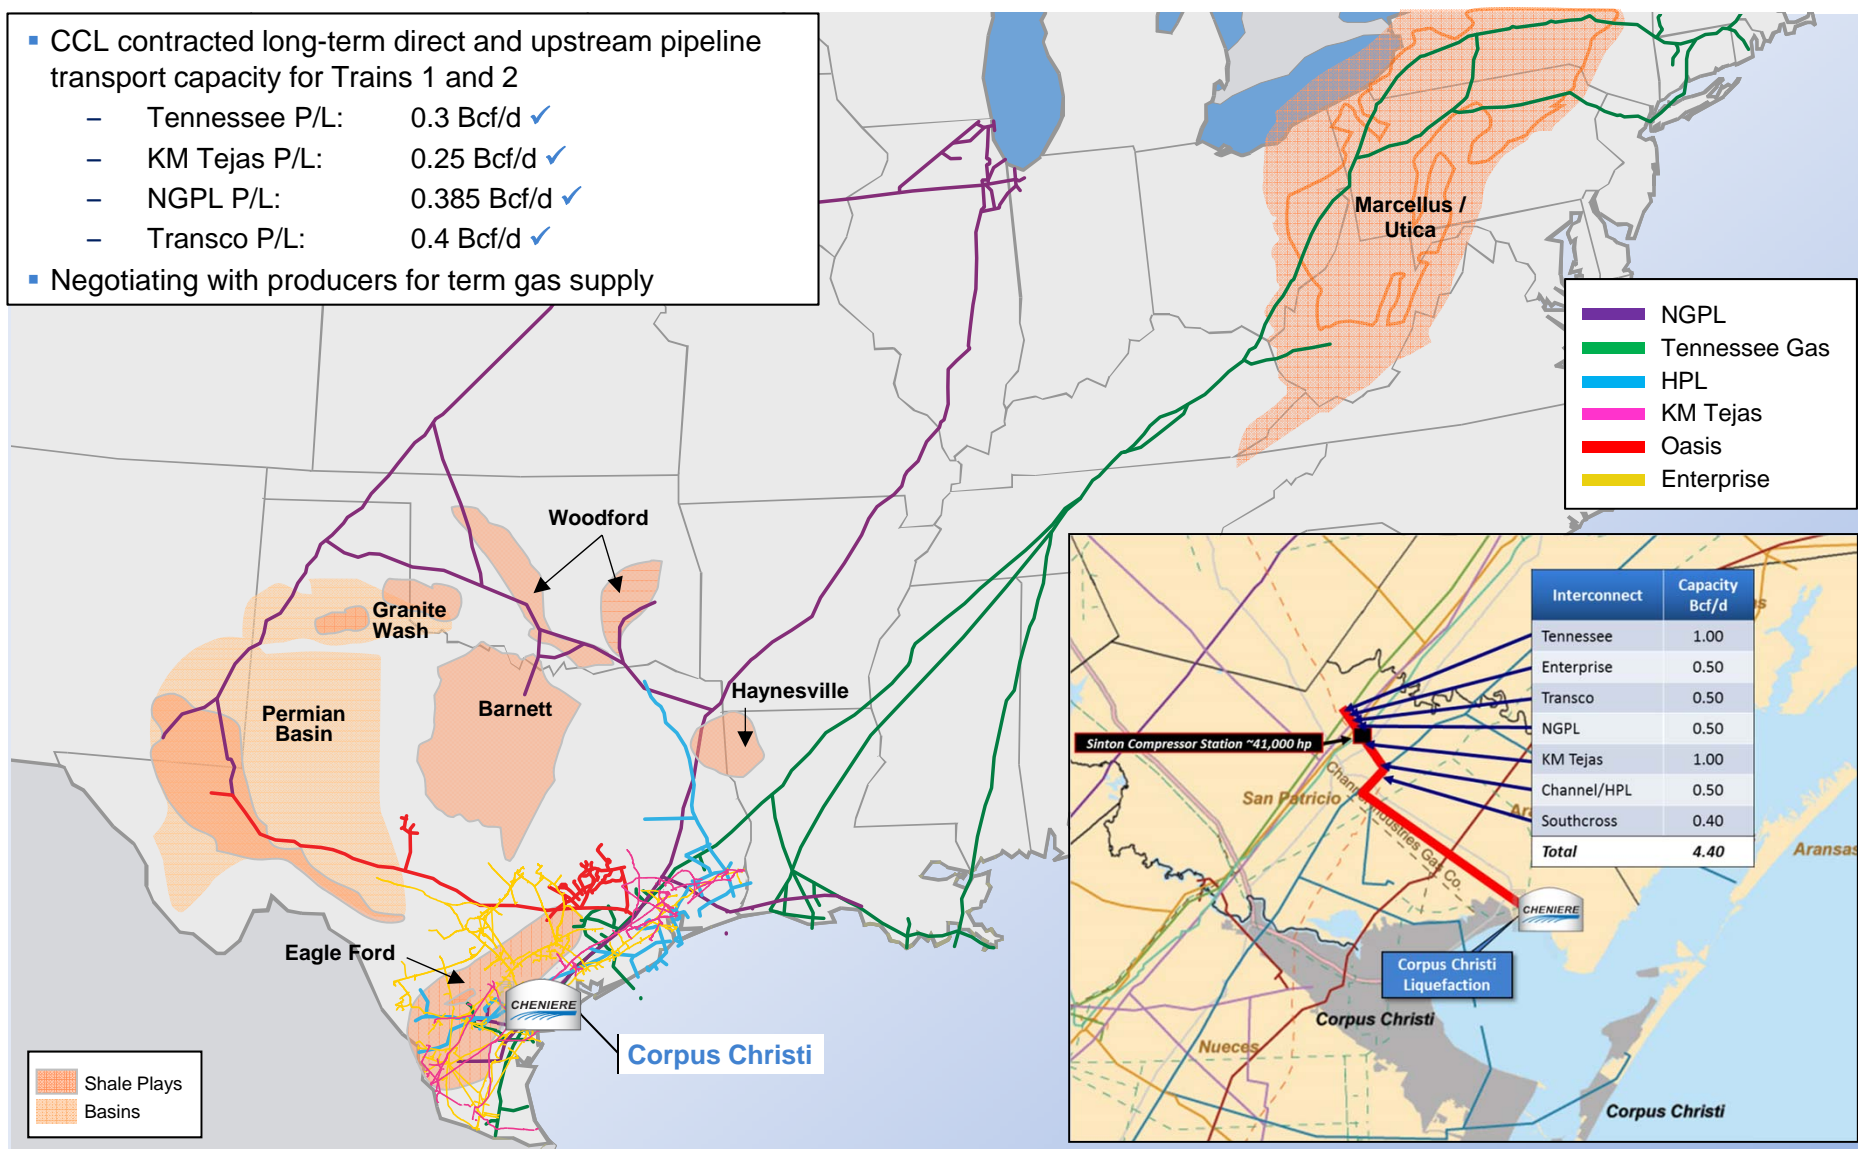 ▪ CCL contracted long-term direct and upstream pipeline
transport capacity for Trains 1 and 2
– Tennessee P/L: 0.3 Bcf/d ✓
– KM Tejas P/L: 0.25 Bcf/d ✓
– NGPL P/L: 0.385 Bcf/d ✓
– Transco P/L: 0.4 Bcf/d ✓
▪ Negotiating with producers for term gas supply
Marcellus /
Utica
NGPL
Tennessee Gas
HPL
KM Tejas
Oasis
Enterprise
Woodford
Granite
Wash
Permian
Basin
Barnett
Haynesville
Eagle Ford
CHENIERE
Corpus Christi
Shale Plays
Basins
Interconnect Capacity
Bcf/d
Tennessee 1.00
Enterprise 0.50
Transco 0.50
NGPL 0.50
KM Tejas 1.00
Channel/HPL 0.50
Southcross 0.40
Total 4.40
Sinton Compressor Station ~41,000 hp
San Patricio
Channel Industries Gas Co.
Aransas
CHENIERE
Corpus Christi
Liquefaction
Corpus Christi
Nueces
Corpus Christi